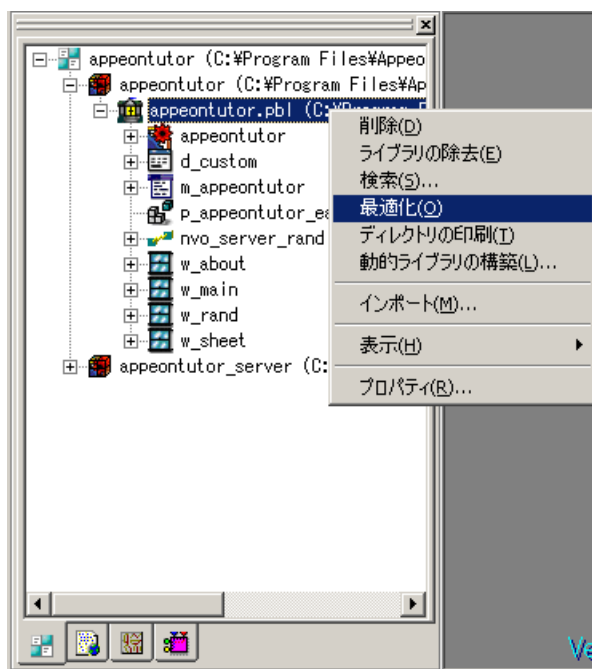 appeontutor (C:¥Program Files¥Appeo
appeontutor (C:¥Program Files¥Ap
appeontutor.pbl (C:¥Program F
appeontutor
d_custom
m_appeontutor
p_appeontutor_ea
nvo_server_rand
w_about
w_main
w_rand
w_sheet
appeontutor_server (C:
削除(D)
ライブラリの除去(E)
検索(S)...
最適化(O)
ディレクトリの印刷(T)
動的ライブラリの構築(L)...
インポート(M)...
表示(H)
プロパティ(R)...
Ve